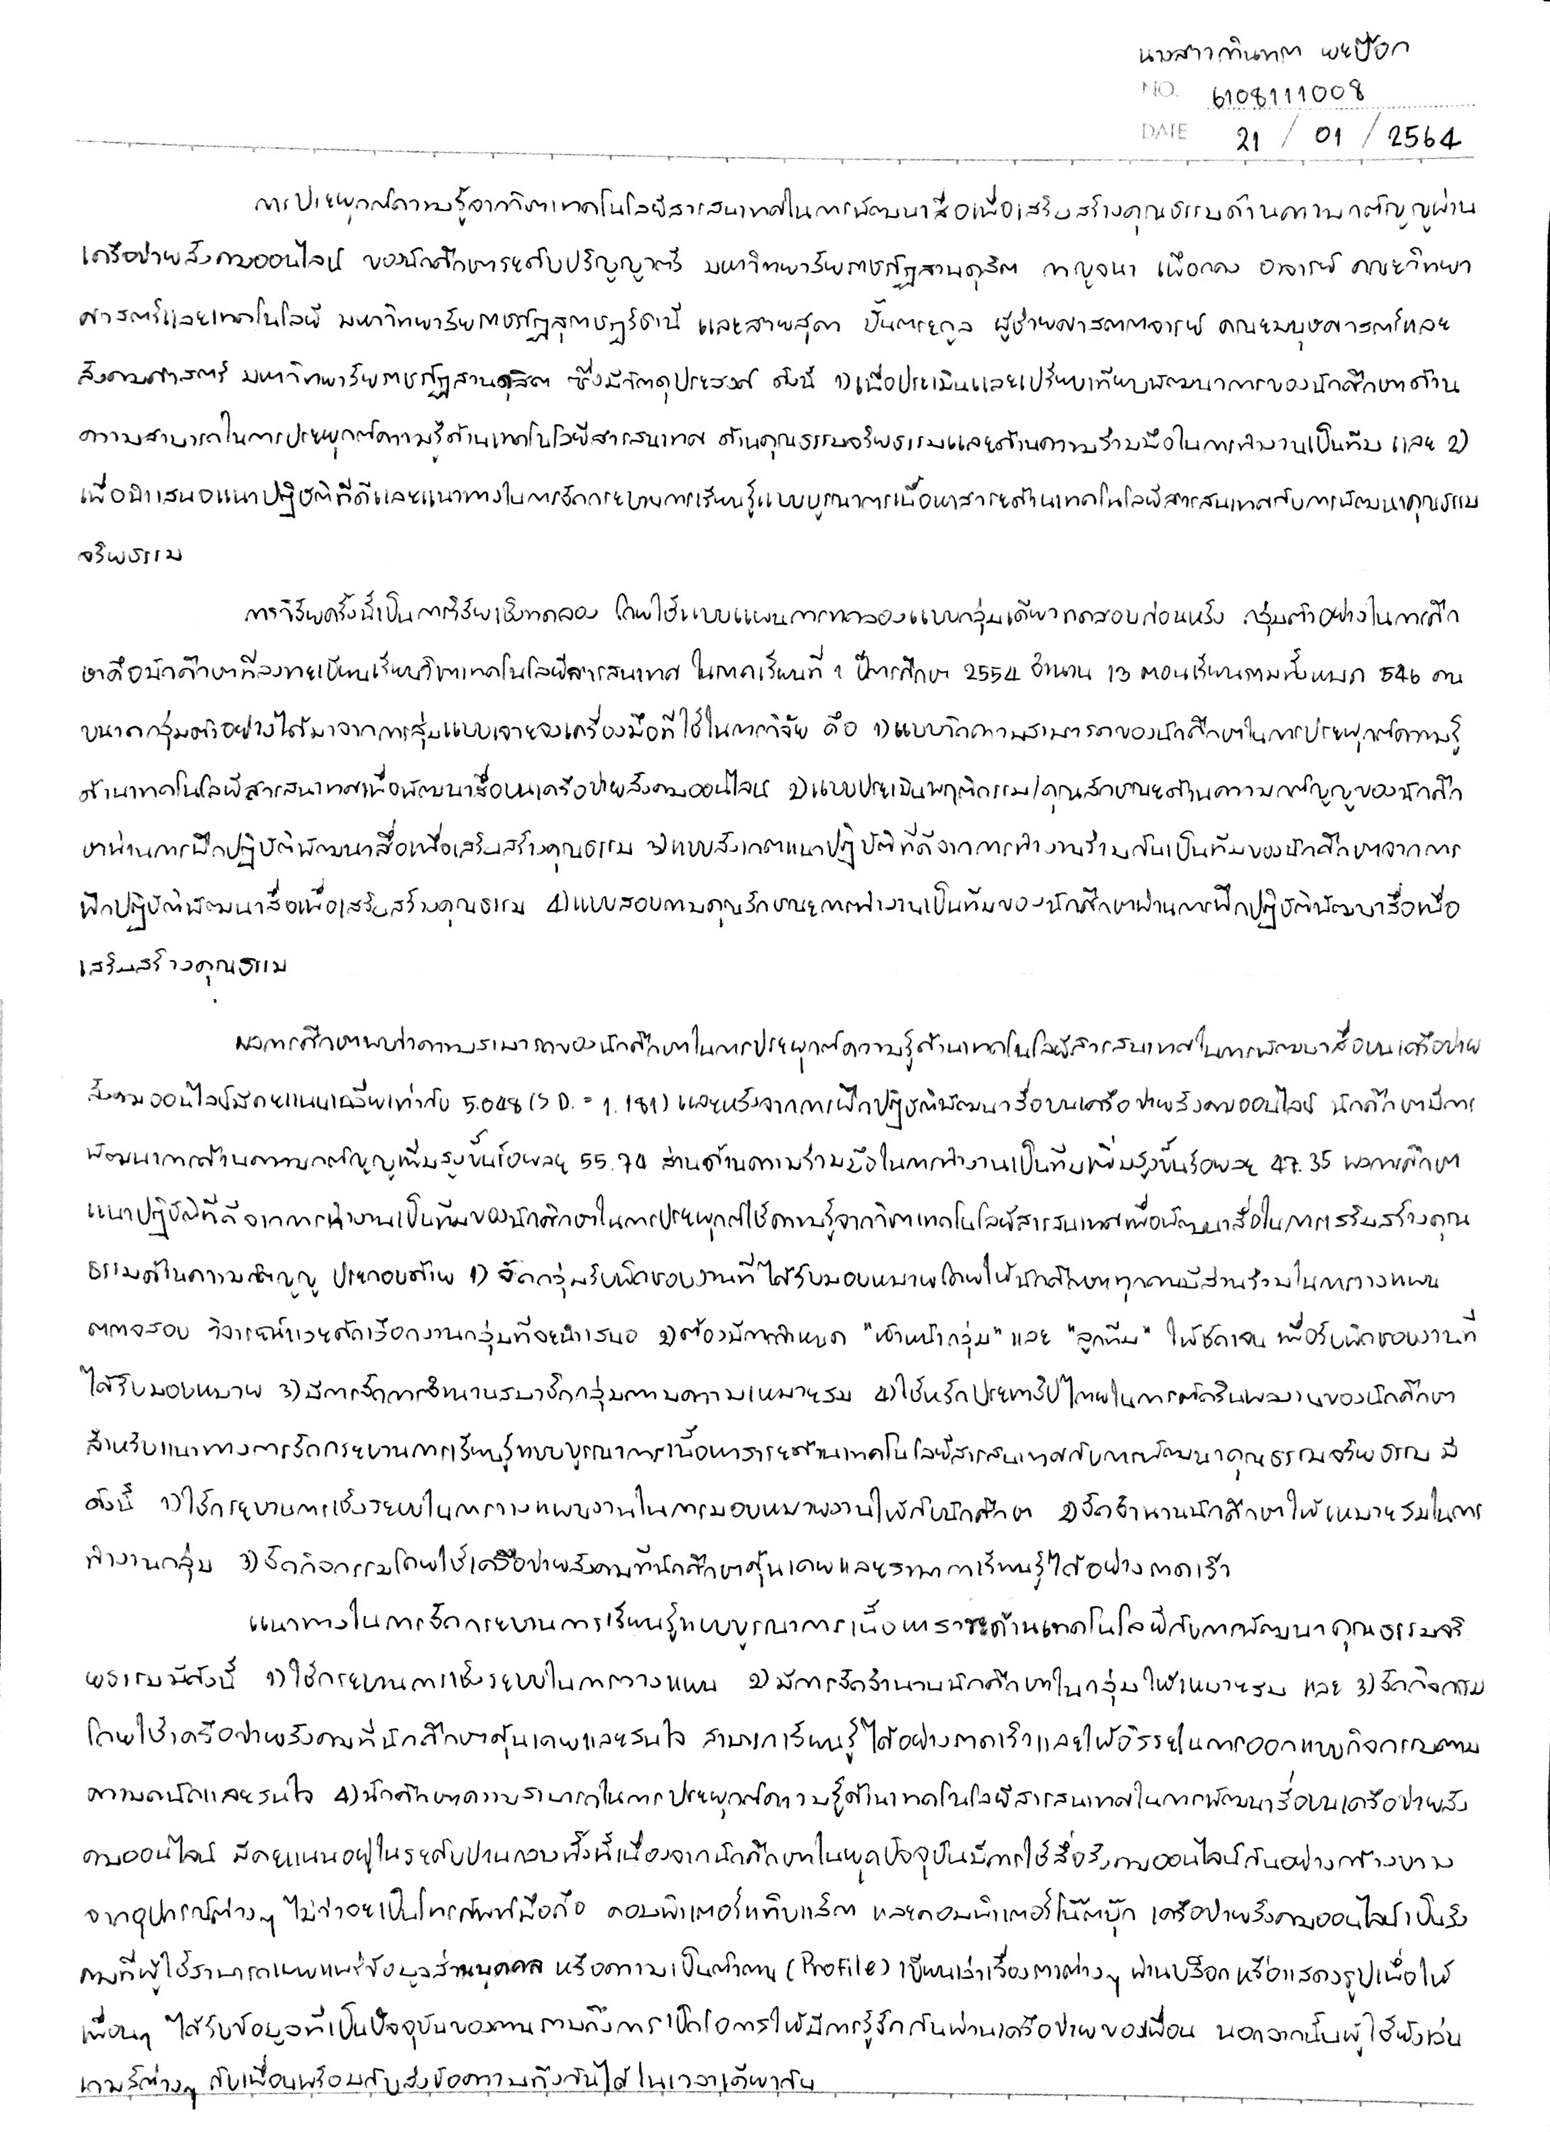 นางสาวทินทภา พยป๊อก
NO. 6108111008
DATE 21 / 01 / 2564
การประยุกต์ความรู้จากวิชาเทคโนโลยีสารสนเทศในการพัฒนาสื่อเพื่อเสริมสร้างคุณธรรมด้านความกตัญญูผ่าน
เครือข่ายสังคมออนไลน์ ของนักศึกษาระดับปริญญาตรี มหาวิทยาลัยราชภัฏสวนดุสิต กาญจนา เผือกคง อาจารย์ คณะวิทยา
ศาสตร์และเทคโนโลยี มหาวิทยาลัยราชภัฏสุราษฎร์ธานี และสายสุดา ปั้นตระกูล ผู้ช่วยศาสตราจารย์ คณะมนุษศาสตร์และ
สังคมศาสตร์ มหาวิทยาลัยราชภัฏสวนดุสิต ซึ่งมีวัตถุประสงค์ ดังนี้ 1) เพื่อประเมินและเปรียบเทียบพัฒนาการของนักศึกษาด้าน
ความสามารถในการประยุกต์ความรู้ด้านเทคโนโลยีสารสนเทศ ด้านคุณธรรมจริยธรรมและด้านความร่วมมือในการทำงานเป็นทีม และ 2)
เพื่อนำเสนอแนวปฏิบัติที่ดีและแนวทางในการจัดกระบวนการเรียนรู้แบบบูรณาการเนื้อหาสาระด้านเทคโนโลยีสารสนเทศกับการพัฒนาคุณธรรม
จริยธรรม
การวิจัยครั้งนี้เป็นการวิจัยเชิงทดลอง โดยใช้แบบแผนการทดลองแบบกลุ่มเดียวทดสอบก่อนหลัง กลุ่มตัวอย่างในการศึก
ษาคือนักศึกษาที่ลงทะเบียนเรียนวิชาเทคโนโลยีสารสนเทศ ในภาคเรียนที่ 1 ปีการศึกษา 2554 จำนวน 13 ตอนเรียนรวมทั้งหมด 546 คน
ขนาดกลุ่มตัวอย่างได้มาจากการสุ่มแบบเจาะจงเครื่องมือที่ใช้ในการวิจัย คือ 1) แบบวัดความสามารถของนักศึกษาในการประยุกต์ความรู้
ด้านเทคโนโลยีสารสนเทศเพื่อพัฒนาสื่อบนเครือข่ายสังคมออนไลน์ 2) แบบประเมินพฤติกรรม/คุณลักษณะด้านความกตัญญูของนักศึก
ษาผ่านการฝึกปฏิบัติพัฒนาสื่อเพื่อเสริมสร้างคุณธรรม 3) แบบสังเกตแนวปฏิบัติที่ดีจากการทำงานร่วมกันเป็นทีมของนักศึกษาจากการ
ฝึกปฏิบัติพัฒนาสื่อเพื่อเสริมสร้างคุณธรรม 4) แบบสอบถามคุณลักษณะการทำงานเป็นทีมของนักศึกษาผ่านการฝึกปฏิบัติพัฒนาสื่อเพื่อ
เสริมสร้างคุณธรรม
ผลการศึกษาพบว่าความสามารถของนักศึกษาในการประยุกต์ความรู้ด้านเทคโนโลยีสารสนเทศในการพัฒนาสื่อบนเครือข่าย
สังคมออนไลน์มีคะแนนเฉลี่ยเท่ากับ 5.048 (S.D. = 1.181) และหลังจากการฝึกปฏิบัติพัฒนาสื่อบนเครือข่ายสังคมออนไลน์ นักศึกษามีการ
พัฒนาการด้านความกตัญญูเพิ่มสูงขึ้นร้อยละ 55.74 ส่วนด้านความร่วมมือในการทำงานเป็นทีมเพิ่มสูงขึ้นร้อยละ 47.35 ผลการศึกษา
แนวปฏิบัติที่ดีจากการทำงานเป็นทีมของนักศึกษาในการประยุกต์ใช้ความรู้จากวิชาเทคโนโลยีสารสนเทศเพื่อพัฒนาสื่อในการเสริมสร้างคุณ
ธรรมด้านความกตัญญู ประกอบด้วย 1) จัดกลุ่มรับผิดชอบงานที่ได้รับมอบหมายโดยให้นักศึกษาทุกคนมีส่วนร่วมในการวางแผน
ตรวจสอบ วิจารณ์และคัดเลือกงานกลุ่มที่จะนำเสนอ 2) ต้องมีการกำหนด "หัวหน้ากลุ่ม" และ "ลูกทีม" ให้ชัดเจน เพื่อรับผิดชอบงานที่
ได้รับมอบหมาย 3) มีการจัดการจำนวนสมาชิกกลุ่มตามความเหมาะสม 4) ใช้หลักประชาธิปไตยในการตัดสินผลงานของนักศึกษา
สำหรับแนวทางการจัดกระบวนการเรียนรู้แบบบูรณาการเนื้อหาสาระด้านเทคโนโลยีสารสนเทศกับการพัฒนาคุณธรรมจริยธรรม มี
ดังนี้ 1) ใช้กระบวนการเชิงระบบในการวางแผนงานในการมอบหมายงานให้กับนักศึกษา 2) จัดจำนวนนักศึกษาให้เหมาะสมในการ
ทำงานกลุ่ม 3) จัดกิจกรรมโดยใช้เครือข่ายสังคมที่นักศึกษาคุ้นเคยและสามารถเรียนรู้ได้อย่างรวดเร็ว
แนวทางในการจัดกระบวนการเรียนรู้แบบบูรณาการเนื้อหาสาระด้านเทคโนโลยีกับการพัฒนาคุณธรรมจริ
ยธรรมมีดังนี้ 1) ใช้กระบวนการเชิงระบบในการวางแผน 2) มีการจัดจำนวนนักศึกษาในกลุ่มให้เหมาะสม และ 3) จัดกิจกรรม
โดยใช้เครือข่ายสังคมที่นักศึกษาคุ้นเคยและสนใจ สามารถเรียนรู้ได้อย่างรวดเร็วและให้อิสระในการออกแบบกิจกรรมตาม
ความถนัดและสนใจ 4) นักศึกษาความสามารถในการประยุกต์ความรู้ด้านเทคโนโลยีสารสนเทศในการพัฒนาสื่อบนเครือข่ายสัง
คมออนไลน์ มีคะแนนอยู่ในระดับปานกลางทั้งนี้เนื่องจากนักศึกษาในยุคปัจจุบันมีการใช้สื่อสังคมออนไลน์กันอย่างกว้างขวาง
จากอุปกรณ์ต่างๆ ไม่ว่าจะเป็นโทรศัพท์มือถือ คอมพิวเตอร์แท็บเล็ต และคอมพิวเตอร์โน๊ตบุ๊ก เครือข่ายสังคมออนไลน์เป็นสัง
คมที่ผู้ใช้สามารถเผยแพร่ข้อมูลส่วนบุคคล หรือความเป็นตัวตน (Profile) เขียนเล่าเรื่องราวต่างๆ ผ่านบล็อก หรือแสดงรูปเพื่อให้
เพื่อนๆ ได้รับข้อมูลที่เป็นปัจจุบันของตน รวมถึงการเปิดโอกาสให้มีการรู้จักกันผ่านเครือข่ายของเพื่อน นอกจากนั้นผู้ใช้ยังเล่น
เกมส์ต่างๆ กับเพื่อนพร้อมกับส่งข้อความถึงกันได้ในเวลาเดียวกัน